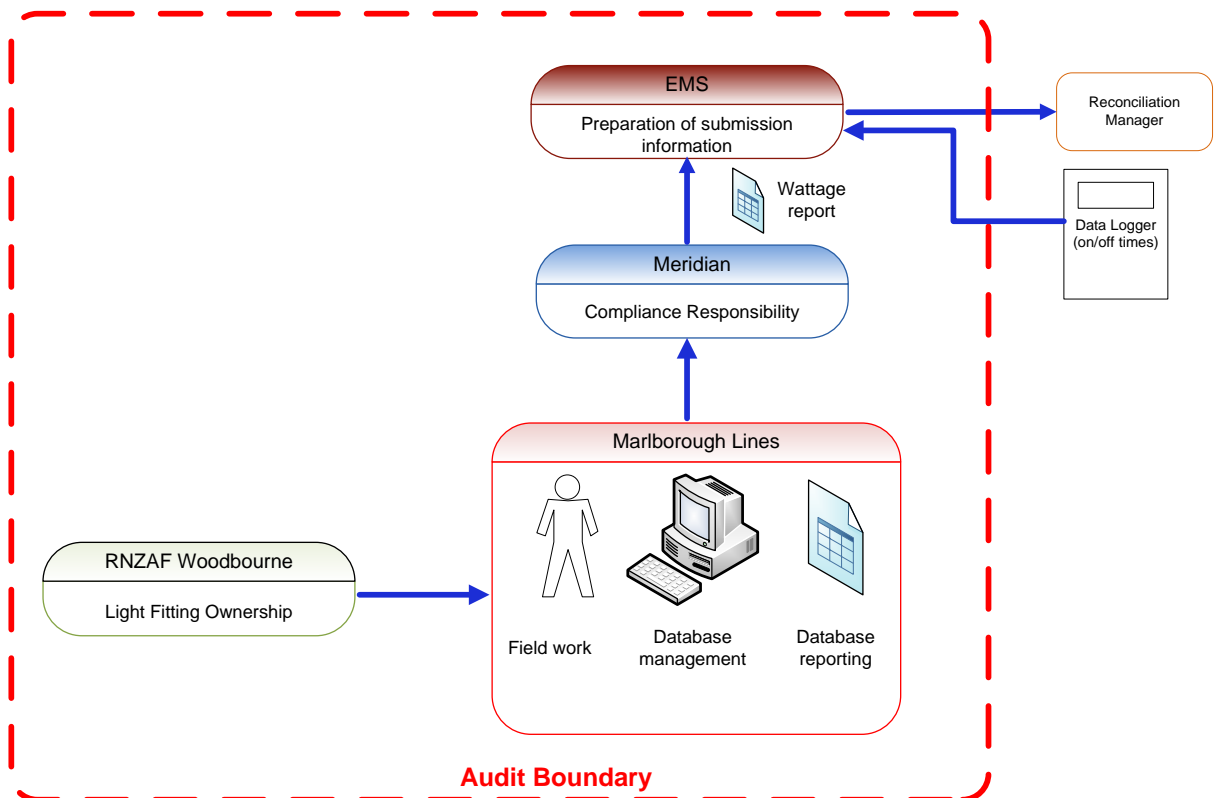 EMS
Preparation of submission
information
Reconciliation
Manager
Wattage
report
Data Logger
(on/off times)
Meridian
Compliance Responsibility
Marlborough Lines
RNZAF Woodbourne
Light Fitting Ownership
Field work
Database
management
Database
reporting
Audit Boundary